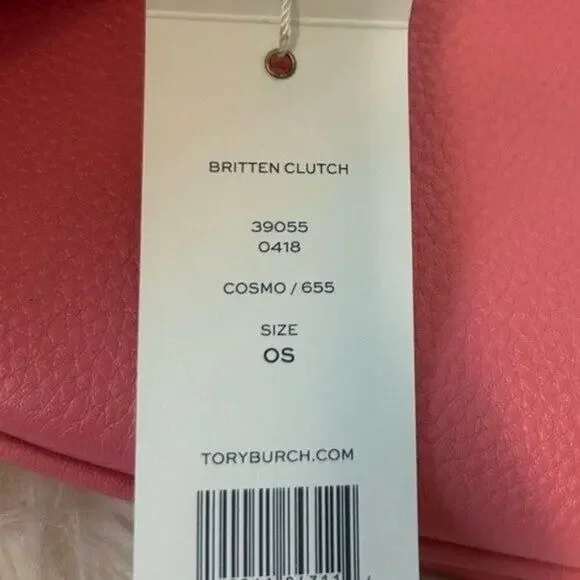 BRITTEN CLUTCH
39055
0418
COSMO / 655
SIZE
OS
TORYBURCH.COM